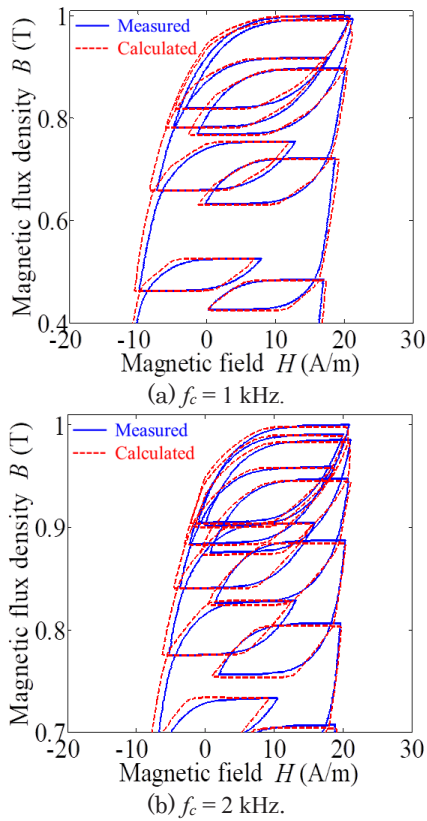 1
Measured
Calculated
0.8
0.6
0.4
Magnetic flux density B (T)
-20 -10 0 10 20 30
Magnetic field H (A/m)
(a) fc = 1 kHz.
1
Measured
Calculated
0.9
0.8
0.7
Magnetic flux density B (T)
-20 -10 0 10 20 30
Magnetic field H (A/m)
(b) fc = 2 kHz.